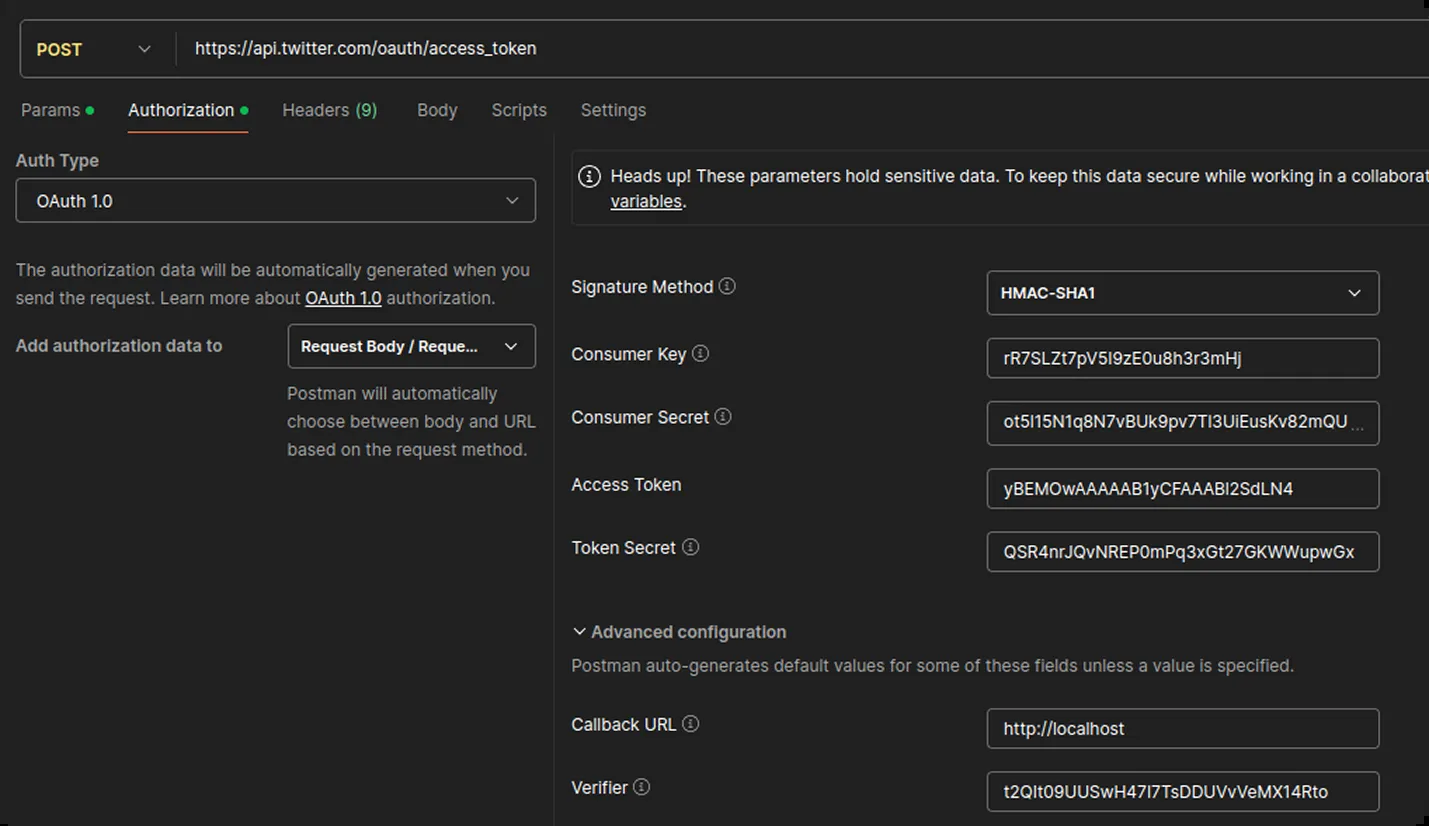 POST
https://api.twitter.com/oauth/access_token
Params
Authorization
Headers (9)
Body
Scripts
Settings
Auth Type
OAuth 1.0
The authorization data will be automatically generated when you
send the request. Learn more about OAuth 1.0 authorization.
Add authorization data to
Request Body / Reque...
Postman will automatically
choose between body and URL
based on the request method.
Heads up! These parameters hold sensitive data. To keep this data secure while working in a collaborat
variables.
Signature Method
HMAC-SHA1
Consumer Key
rR7SLZt7pV5I9zE0u8h3r3mHj
Consumer Secret
ot5I15N1q8N7vBUk9pv7TI3UiEusKv82mQU ...
Access Token
yBEMOwAAAAAB1yCFAAABl2SdLN4
Token Secret
QSR4nrJQvNREP0mPq3xGt27GKWWupwGx
Advanced configuration
Postman auto-generates default values for some of these fields unless a value is specified.
Callback URL
http://localhost
Verifier
t2QIt09UUSwH47I7TsDDUVvVeMX14Rto